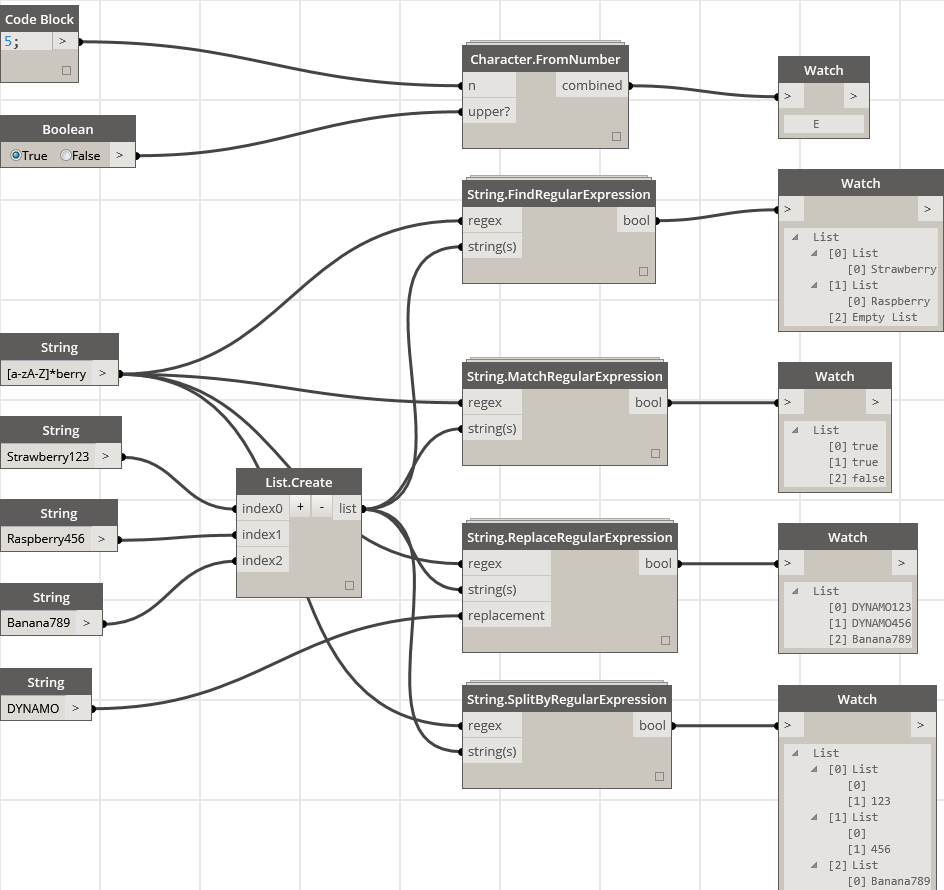 Code Block
5; >
Boolean
True False >
String
[a-zA-Z]*berry >
String
Strawberry123 >
String
Raspberry456 >
String
Banana789 >
String
DYNAMO >
List.Create
index0 + - list
index1
index2
Character.FromNumber
n combined
upper?
Watch
> >
E
String.FindRegularExpression
regex bool
string(s)
Watch
> >
List
[0] List
[0] Strawberry
[1] List
[0] Raspberry
[2] Empty List
String.MatchRegularExpression
regex bool
string(s)
Watch
> >
List
[0] true
[1] true
[2] false
String.ReplaceRegularExpression
regex bool
string(s)
replacement
Watch
> >
List
[0] DYNAMO123
[1] DYNAMO456
[2] Banana789
String.SplitByRegularExpression
regex bool
string(s)
Watch
> >
List
[0] List
[0]
[1] 123
[1] List
[0]
[1] 456
[2] List
[0] Banana789